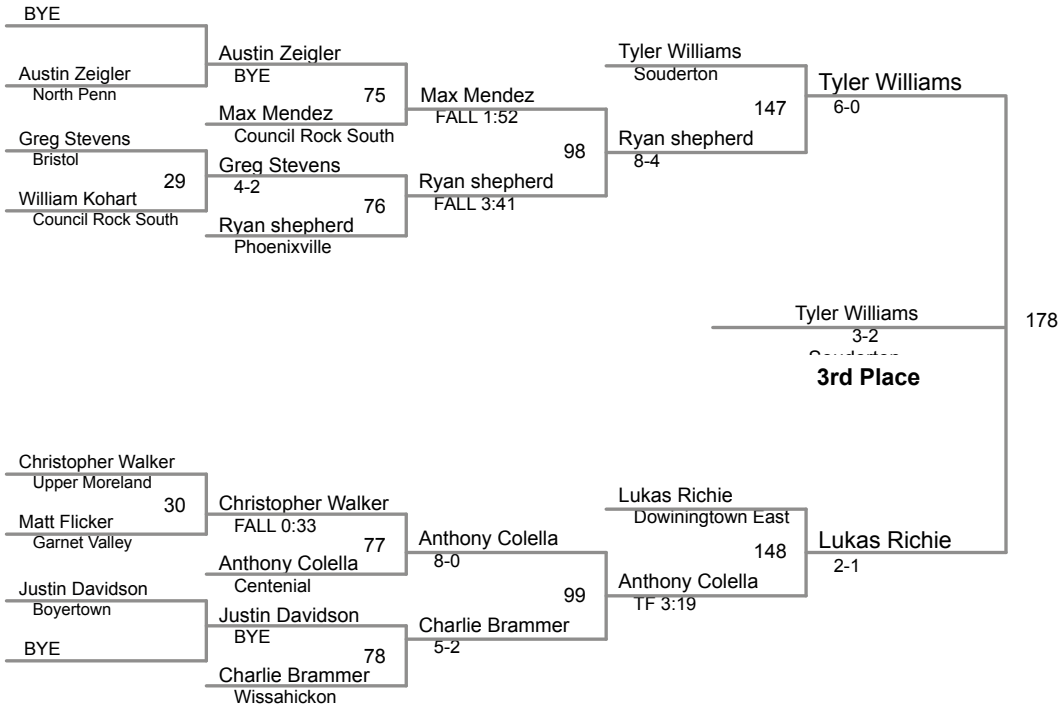 BYE
Austin Zeigler
North Penn
Greg Stevens
Bristol
29
William Kohart
Council Rock South
Austin Zeigler
BYE
75
Max Mendez
Council Rock South
Greg Stevens
4-2
76
Ryan shepherd
Phoenixville
Max Mendez
FALL 1:52
98
Ryan shepherd
FALL 3:41
Tyler Williams
Souderton
147
Ryan shepherd
8-4
Tyler Williams
6-0
Tyler Williams
3-2
178
3rd Place
Christopher Walker
Upper Moreland
30
Matt Flicker
Garnet Valley
Justin Davidson
Boyertown
BYE
Christopher Walker
FALL 0:33
77
Anthony Colella
Centenial
Justin Davidson
BYE
78
Charlie Brammer
Wissahickon
Anthony Colella
8-0
99
Charlie Brammer
5-2
Lukas Richie
Dowiningtown East
148
Anthony Colella
TF 3:19
Lukas Richie
2-1